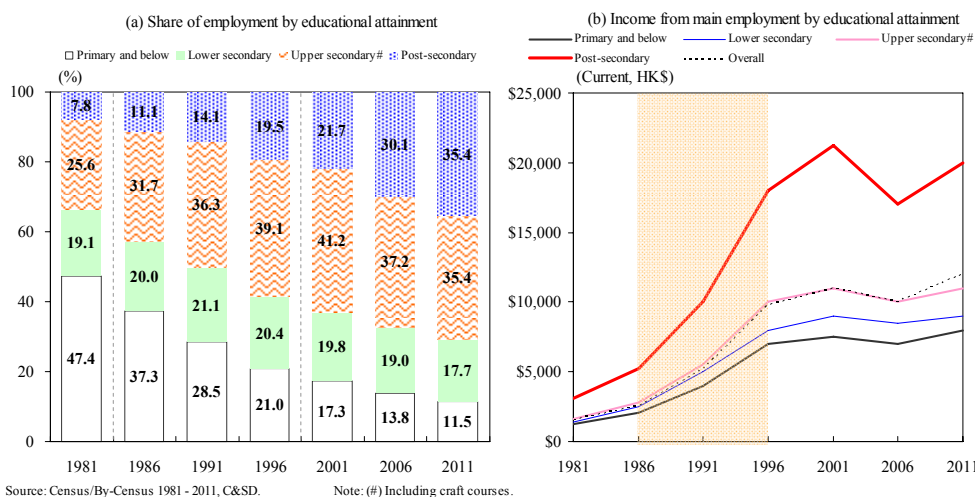 (a) Share of employment by educational attainment
Primary and below Lower secondary Upper secondary# Post-secondary
(%)
100
80
60
40
20
0
7.8 11.1 14.1 19.5 21.7 30.1 35.4
25.6 31.7 36.3 39.1 41.2 37.2 35.4
19.1 20.0 21.1 20.4 19.8 19.0 17.7
47.4 37.3 28.5 21.0 17.3 13.8 11.5
1981 1986 1991 1996 2001 2006 2011
(b) Income from main employment by educational attainment
Primary and below Lower secondary Upper secondary#
Post-secondary Overall
(Current, HK$)
$25,000
$20,000
$15,000
$10,000
$5,000
$0
1981 1986 1991 1996 2001 2006 2011
Source: Census/By-Census 1981 - 2011, C&SD. Note: (#) Including craft courses.